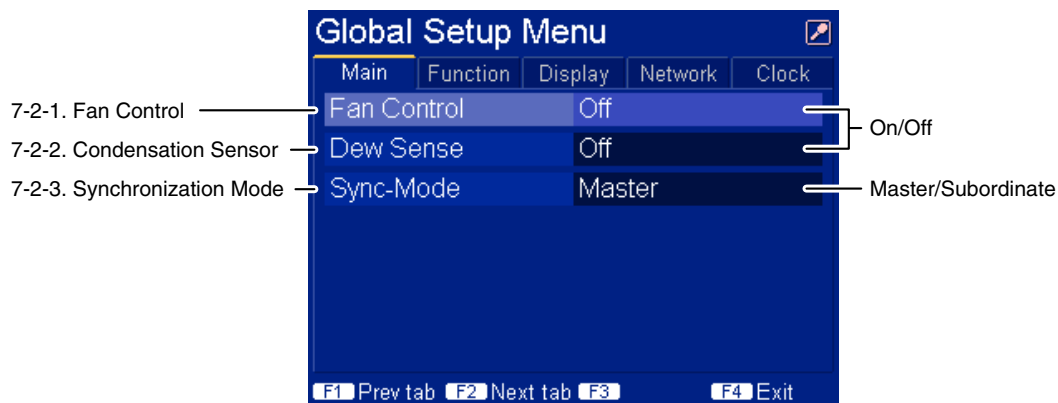 Global Setup Menu
Main Function Display Network Clock
7-2-1. Fan Control Fan Control Off
On/Off
7-2-2. Condensation Sensor Dew Sense Off
7-2-3. Synchronization Mode Sync-Mode Master Master/Subordinate
F1 Prev tab F2 Next tab F3 F4 Exit